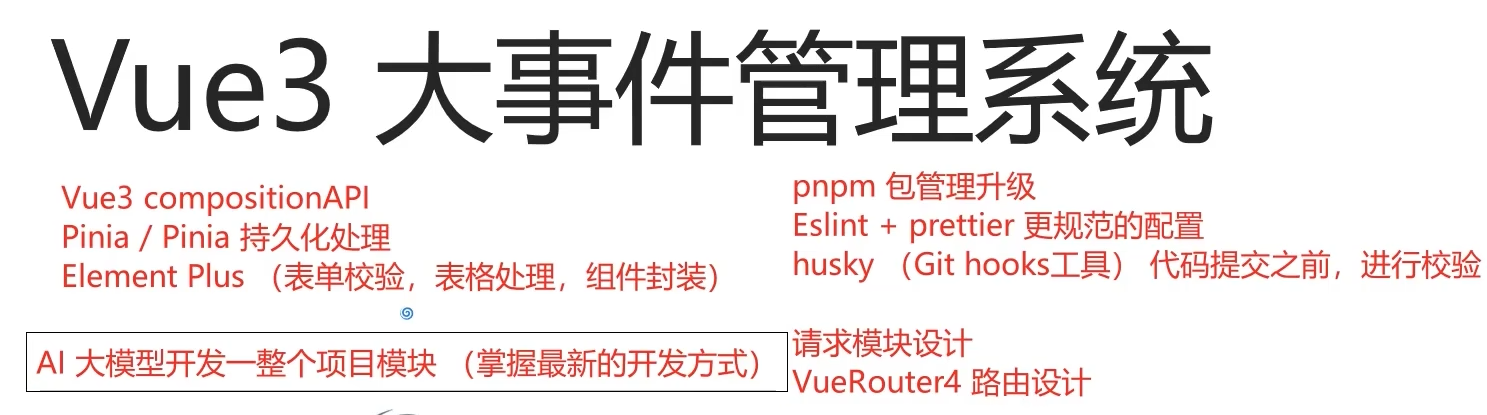 Vue3 大事件管理系统
Vue3 compositionAPI
Pinia / Pinia 持久化处理
Element Plus （表单校验，表格处理，组件封装）
AI 大模型开发一整个项目模块 （掌握最新的开发方式）
pnpm 包管理升级
Eslint + prettier 更规范的配置
husky （Git hooks工具） 代码提交之前，进行校验
请求模块设计
VueRouter4 路由设计